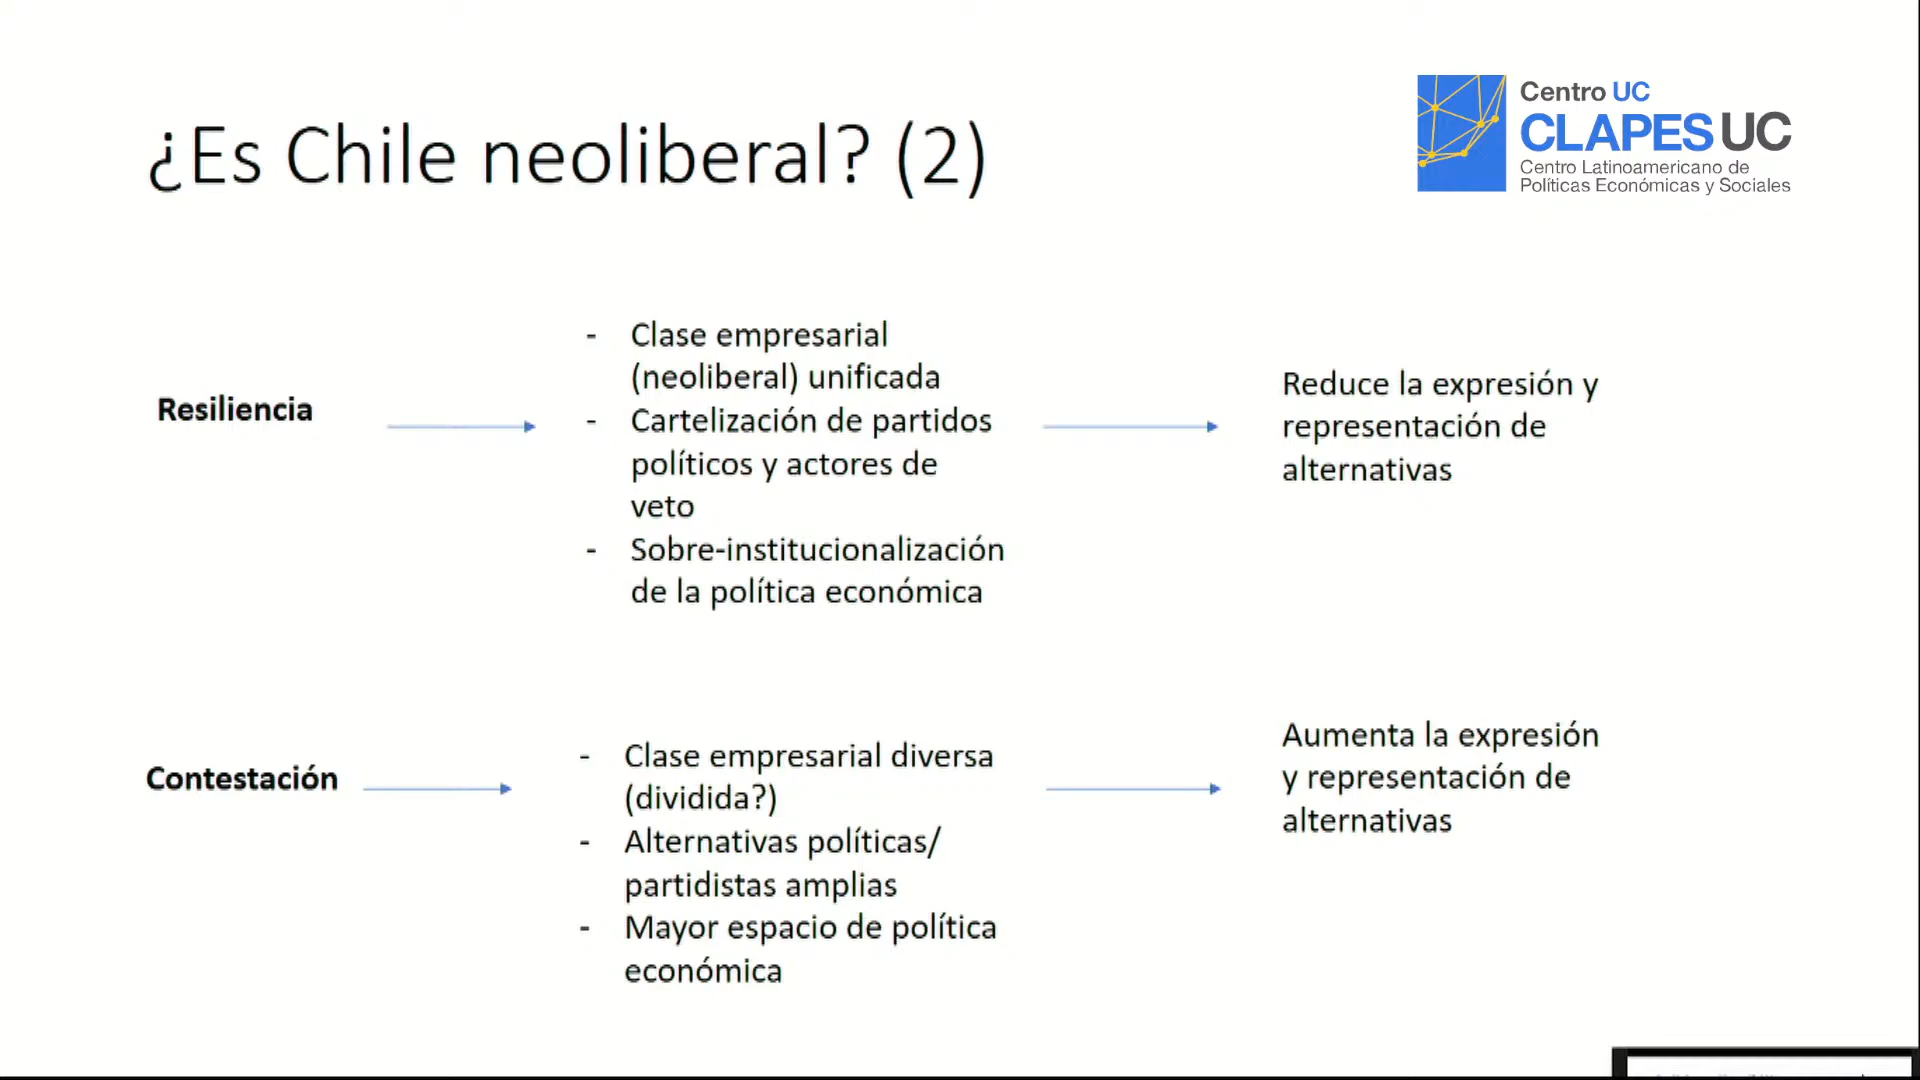 ¿Es Chile neoliberal? (2)
Centro UC
CLAPES UC
Centro Latinoamericano de
Políticas Económicas y Sociales
Resiliencia
- Clase empresarial
(neoliberal) unificada
- Cartelización de partidos
políticos y actores de
veto
- Sobre-institucionalización
de la política económica
Reduce la expresión y
representación de
alternativas
Contestación
- Clase empresarial diversa
(dividida?)
- Alternativas políticas/
partidistas amplias
- Mayor espacio de política
económica
Aumenta la expresión
y representación de
alternativas